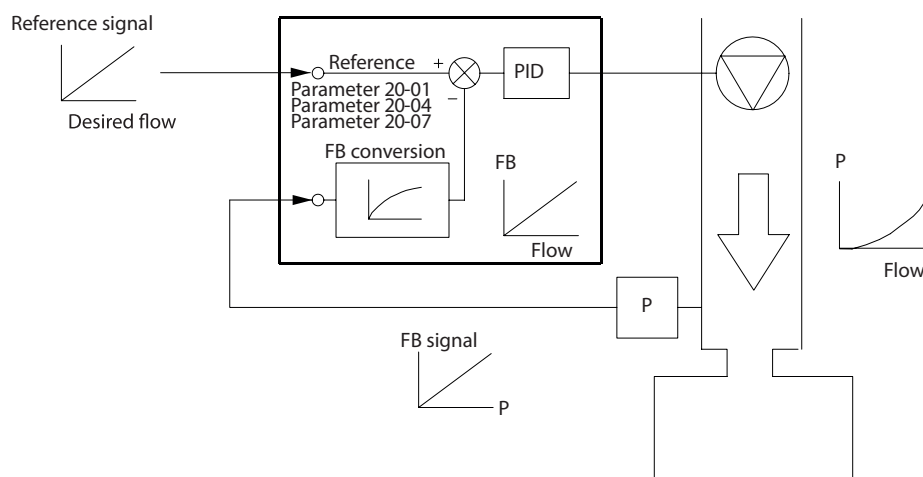 Reference signal
Desired flow
Reference
+
−
PID
Parameter 20-01
Parameter 20-04
Parameter 20-07
FB conversion
FB
Flow
P
Flow
P
FB signal
P